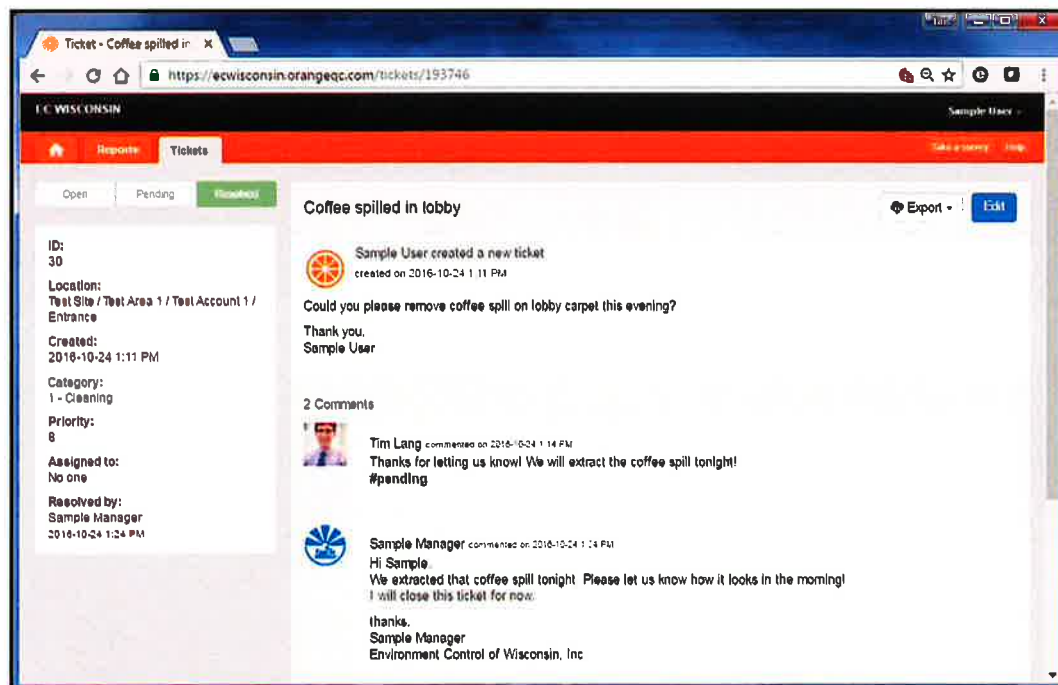 Ticket - Coffee spilled in
https://ecwisconsin.orangeqc.com/tickets/193746
EC WISCONSIN
Sample User
Reports
Tickets
Take a survey
Help
Open
Pending
Resolved
Coffee spilled in lobby
Export
Edit
ID:
30
Location:
Test Site / Test Area 1 / Test Account 1 /
Entrance
Created:
2016-10-24 1:11 PM
Category:
1 - Cleaning
Priority:
8
Assigned to:
No one
Resolved by:
Sample Manager
2016-10-24 1:24 PM
Sample User created a new ticket
created on 2016-10-24 1:11 PM
Could you please remove coffee spill on lobby carpet this evening?
Thank you,
Sample User
2 Comments
Tim Lang commented on 2016-10-24 1:14 PM
Thanks for letting us know! We will extract the coffee spill tonight!
#pending
Sample Manager commented on 2016-10-24 1:24 PM
Hi Sample,
We extracted that coffee spill tonight. Please let us know how it looks in the morning!
I will close this ticket for now.
thanks,
Sample Manager
Environment Control of Wisconsin, Inc